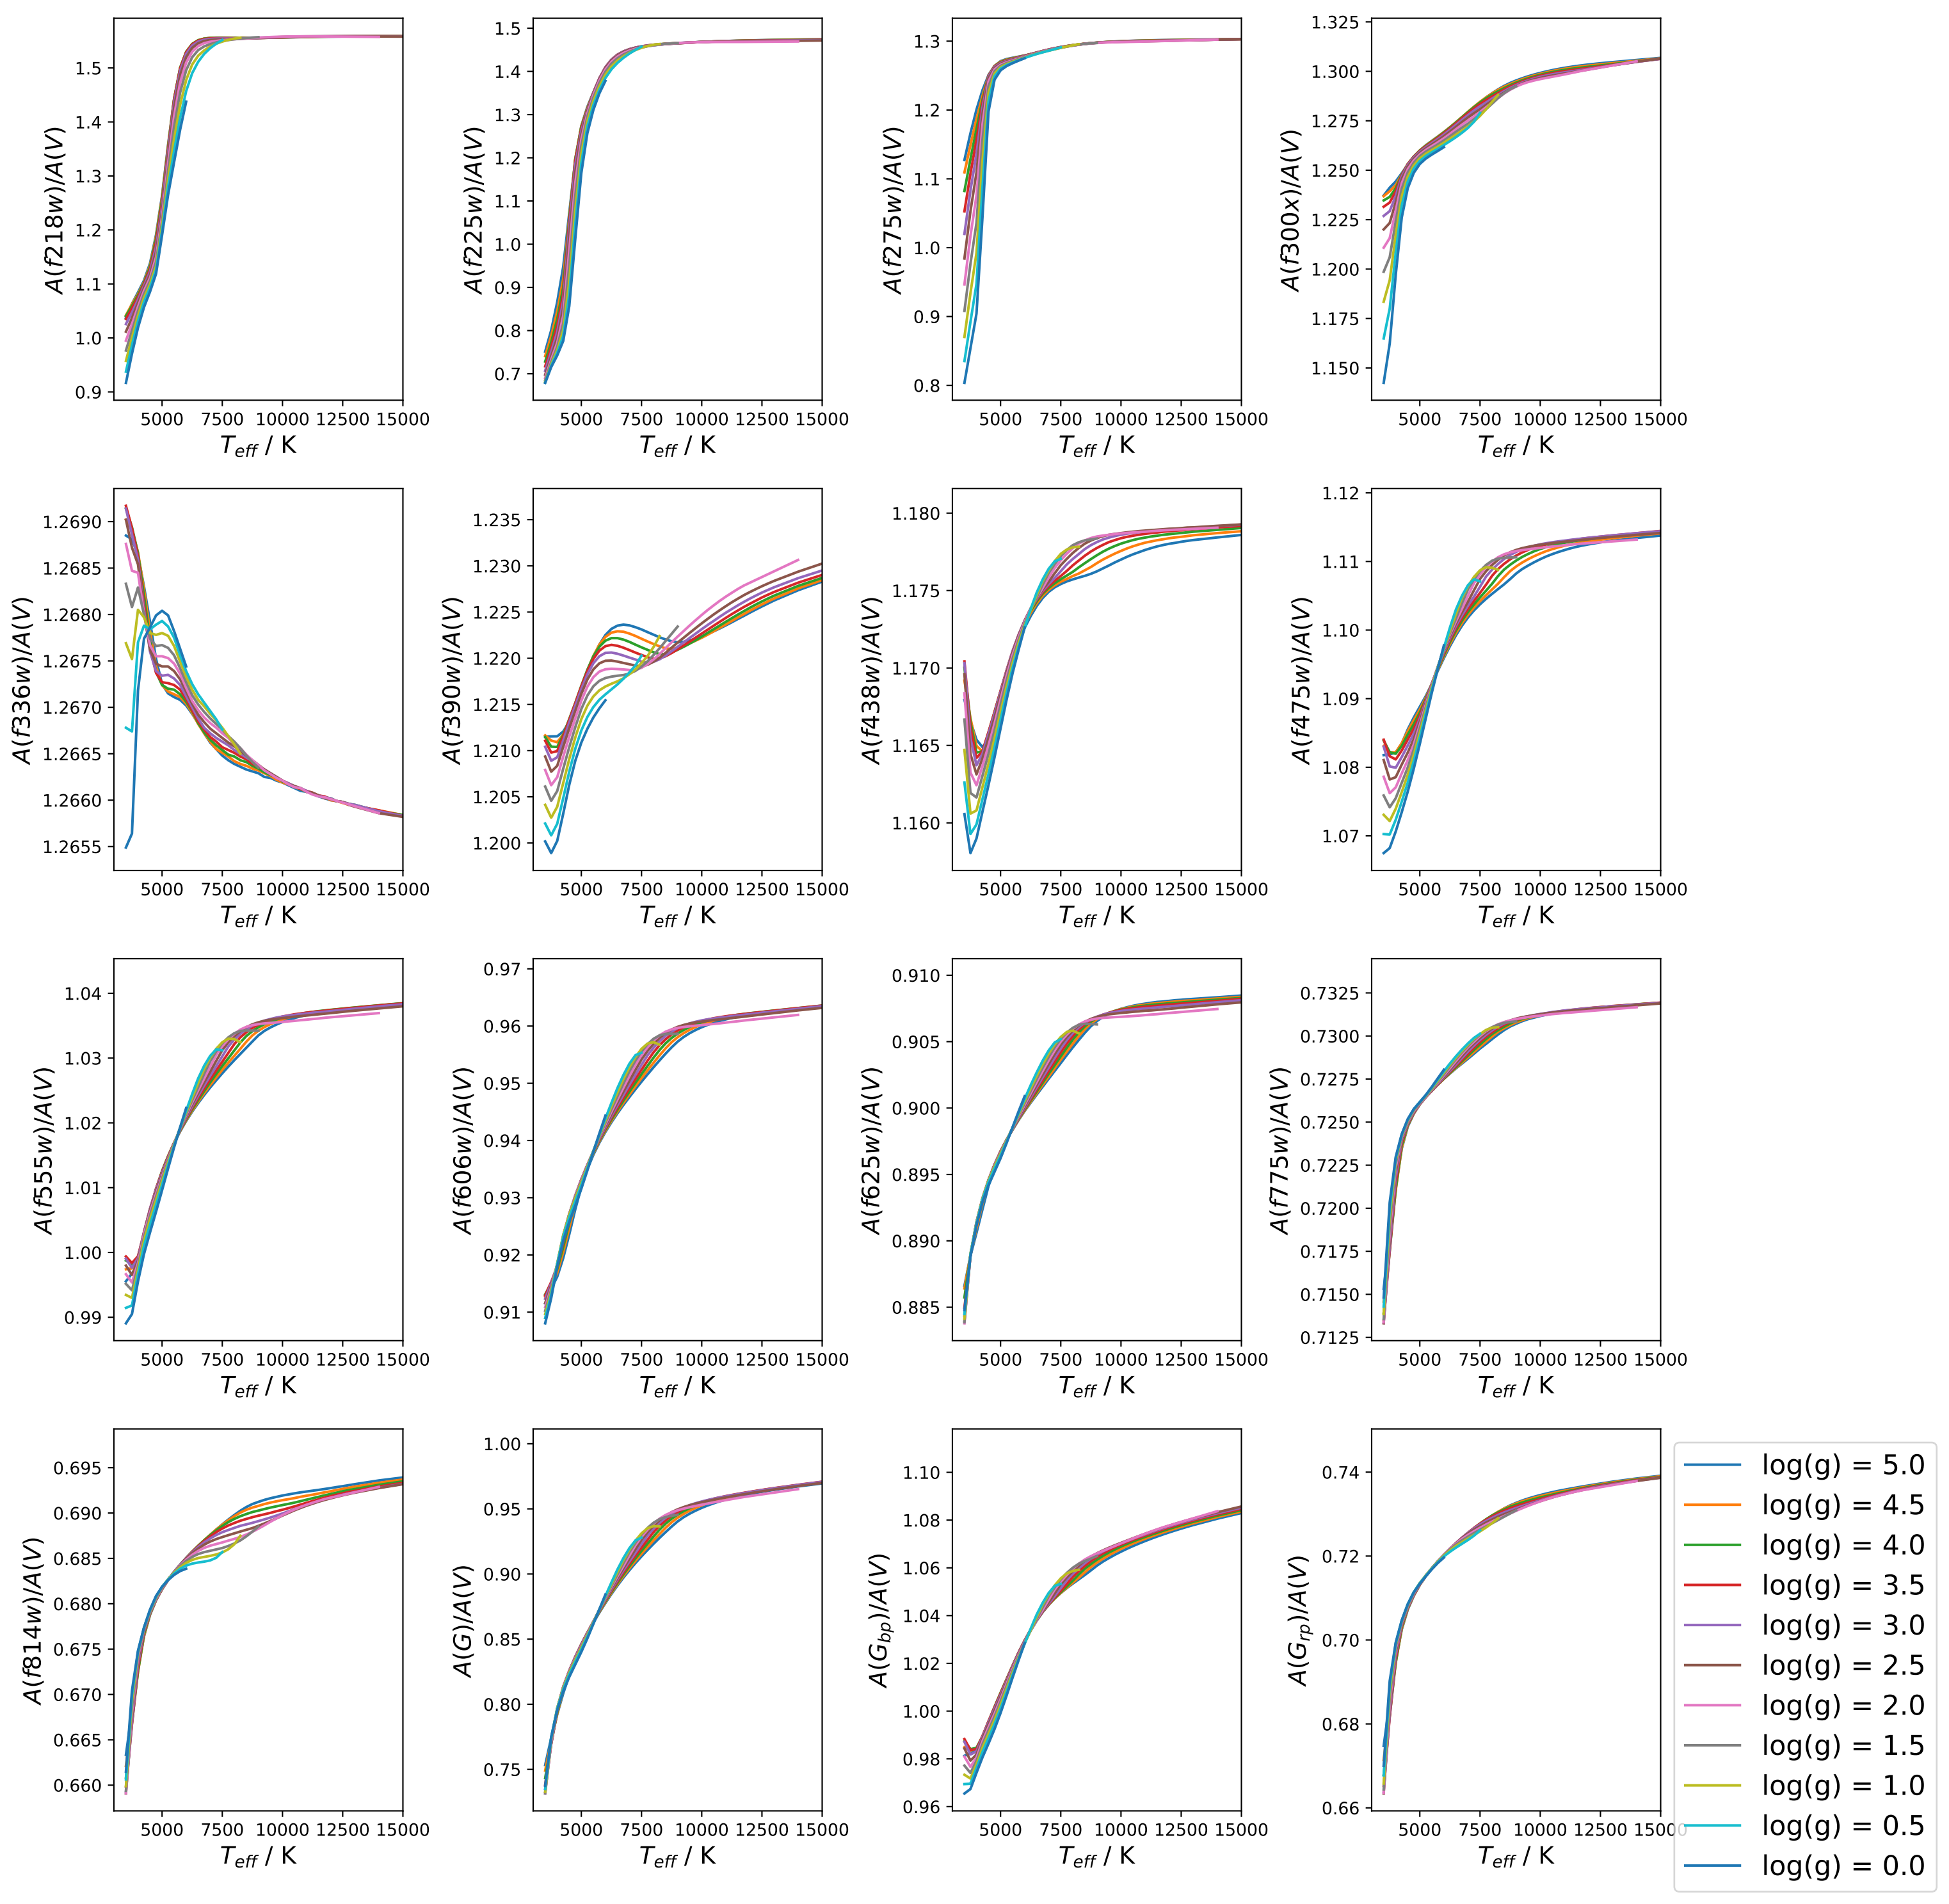 A(f218w)/A(V)
1.5
1.4
1.3
1.2
1.1
1.0
0.9
5000 7500 10000 12500 15000
T_eff / K
A(f225w)/A(V)
1.5
1.4
1.3
1.2
1.1
1.0
0.9
0.8
0.7
5000 7500 10000 12500 15000
T_eff / K
A(f275w)/A(V)
1.3
1.2
1.1
1.0
0.9
0.8
5000 7500 10000 12500 15000
T_eff / K
A(f300x)/A(V)
1.325
1.300
1.275
1.250
1.225
1.200
1.175
1.150
5000 7500 10000 12500 15000
T_eff / K
A(f336w)/A(V)
1.2690
1.2685
1.2680
1.2675
1.2670
1.2665
1.2660
1.2655
5000 7500 10000 12500 15000
T_eff / K
A(f390w)/A(V)
1.235
1.230
1.225
1.220
1.215
1.210
1.205
1.200
5000 7500 10000 12500 15000
T_eff / K
A(f438w)/A(V)
1.180
1.175
1.170
1.165
1.160
5000 7500 10000 12500 15000
T_eff / K
A(f475w)/A(V)
1.12
1.11
1.10
1.09
1.08
1.07
5000 7500 10000 12500 15000
T_eff / K
A(f555w)/A(V)
1.04
1.03
1.02
1.01
1.00
0.99
5000 7500 10000 12500 15000
T_eff / K
A(f606w)/A(V)
0.97
0.96
0.95
0.94
0.93
0.92
0.91
5000 7500 10000 12500 15000
T_eff / K
A(f625w)/A(V)
0.910
0.905
0.900
0.895
0.890
0.885
5000 7500 10000 12500 15000
T_eff / K
A(f775w)/A(V)
0.7325
0.7300
0.7275
0.7250
0.7225
0.7200
0.7175
0.7150
0.7125
5000 7500 10000 12500 15000
T_eff / K
A(f814w)/A(V)
0.695
0.690
0.685
0.680
0.675
0.670
0.665
0.660
5000 7500 10000 12500 15000
T_eff / K
A(G)/A(V)
1.00
0.95
0.90
0.85
0.80
0.75
5000 7500 10000 12500 15000
T_eff / K
A(G_bp)/A(V)
1.10
1.08
1.06
1.04
1.02
1.00
0.98
0.96
5000 7500 10000 12500 15000
T_eff / K
A(G_rp)/A(V)
0.74
0.72
0.70
0.68
0.66
5000 7500 10000 12500 15000
T_eff / K
log(g) = 5.0
log(g) = 4.5
log(g) = 4.0
log(g) = 3.5
log(g) = 3.0
log(g) = 2.5
log(g) = 2.0
log(g) = 1.5
log(g) = 1.0
log(g) = 0.5
log(g) = 0.0